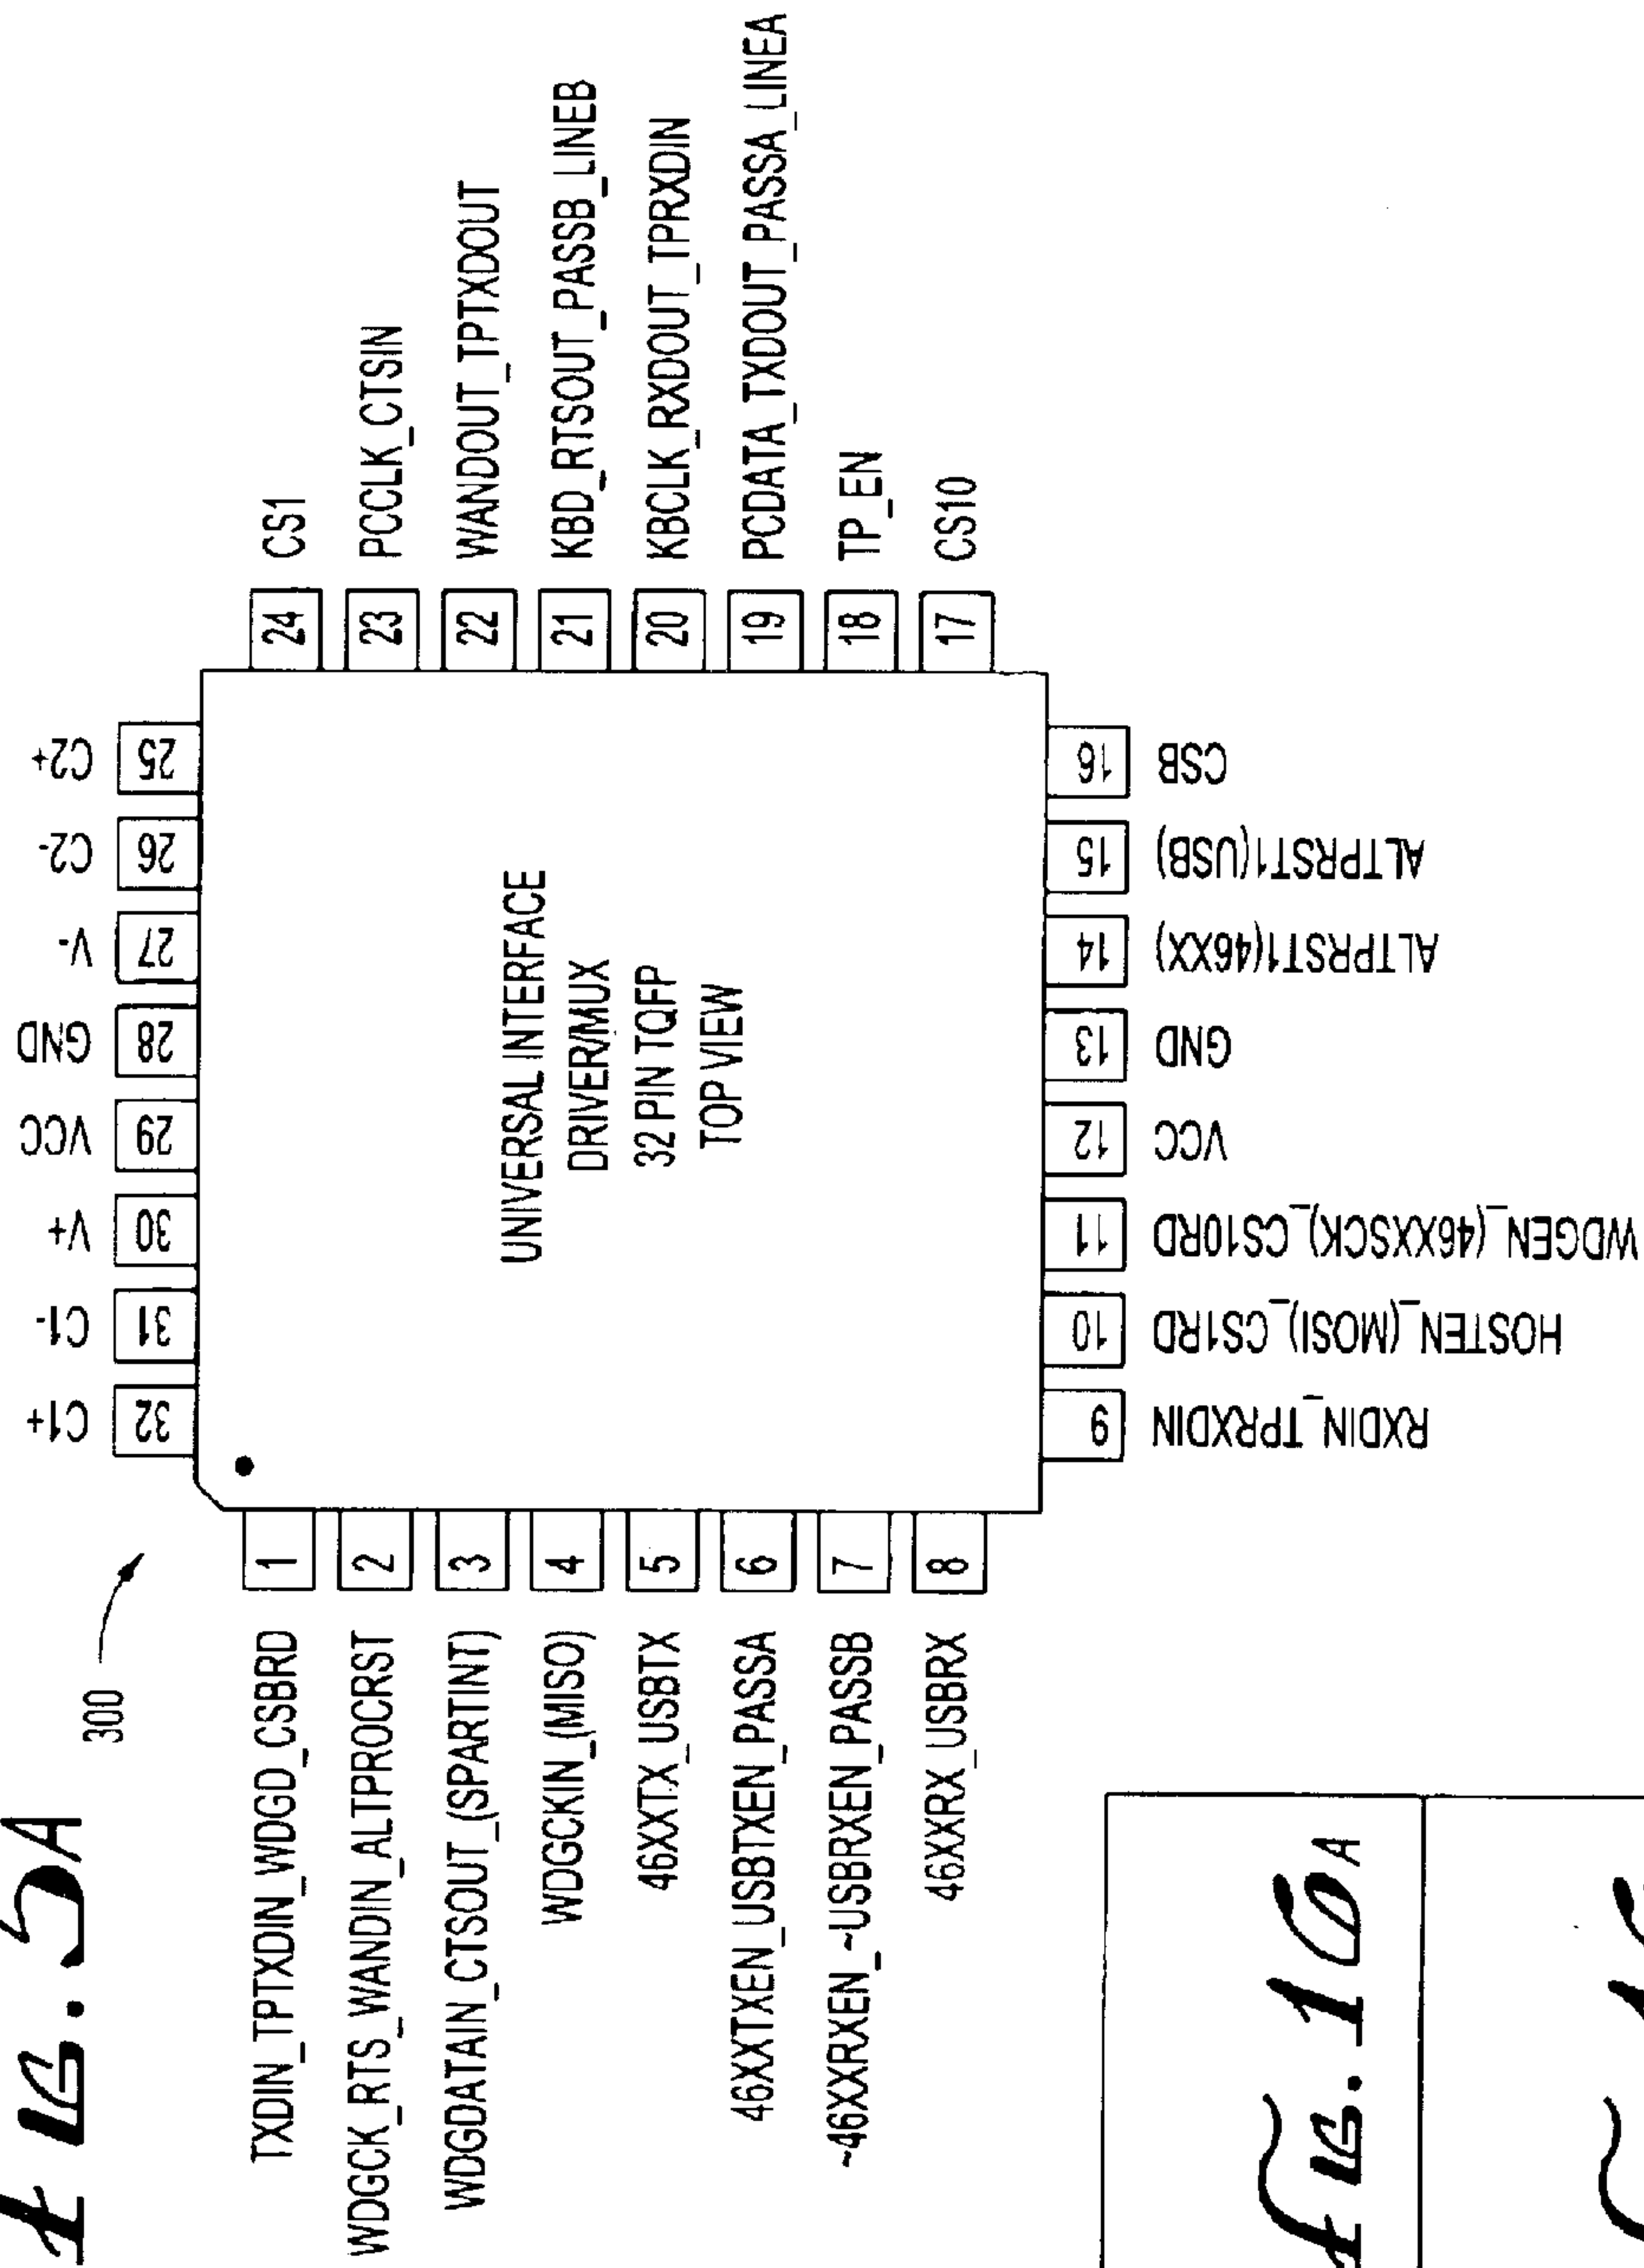 FIG. 5A
300
UNIVERSAL INTERFACE
DRIVER/MUX
32 PIN TQFP
TOP VIEW
1 TXDIN_TPTXDIN_WDGD_CSBRD
2 WDGCK_RTS_WANDIN_ALTPROCRST
3 WDGDATAIN_CTSOUT_(SPARTINT)
4 WDGCKIN_(MISO)
5 46XXTX_USBTX
6 46XXTXEN_USBTXEN_PASSA
7 ~46XXRXEN_~USBRXEN_PASSB
8 46XXRX_USBRX
9 RXDIN_TPRXDIN
10 HOSTEN_(MOSI)_CS1RD
11 WDGEN_(46XXSCK)_CS10RD
12 VCC
13 GND
14 ALTPRST1(46XX)
15 ALTPRST1(USB)
16 CSB
17 CS10
18 TP_EN
19 PCDATA_TXDOUT_PASSA_LINEA
20 KBCLK_RXDOUT_TPRXDIN
21 KBD_RTSOUT_PASSB_LINEB
22 WANDOUT_TPTXDOUT
23 PCCLK_CTSIN
24 CS1
25 C2+
26 C2-
27 V-
28 GND
29 VCC
30 V+
31 C1-
32 C1+
FIG. 16A